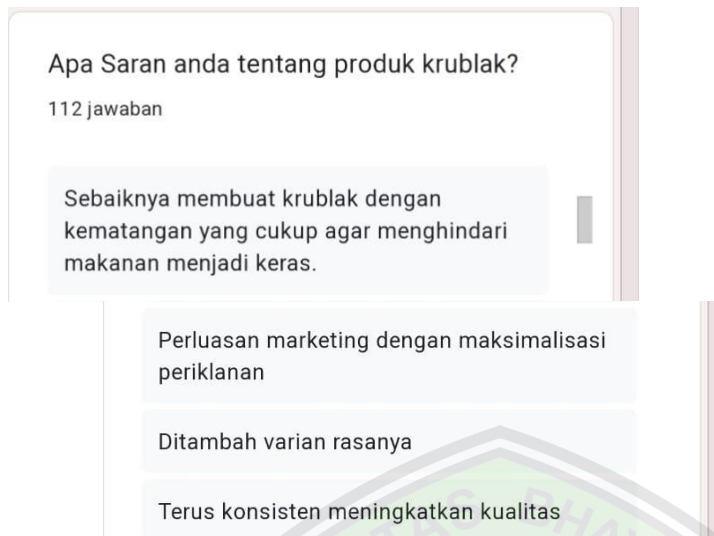 Apa Saran anda tentang produk krublak?
112 jawaban
Sebaiknya membuat krublak dengan
kematangan yang cukup agar menghindari
makanan menjadi keras.
Perluasan marketing dengan maksimalisasi
periklanan
Ditambah varian rasanya
Terus konsisten meningkatkan kualitas